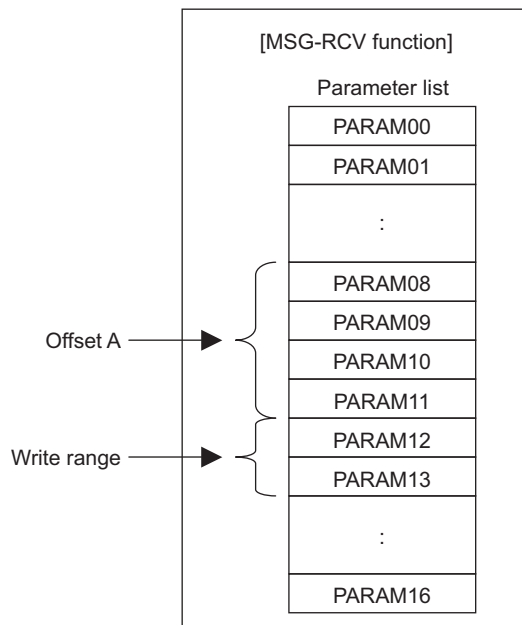 [MSG-RCV function]
Parameter list
PARAM00
PARAM01
:
PARAM08
PARAM09
Offset A
PARAM10
PARAM11
PARAM12
Write range
PARAM13
:
PARAM16